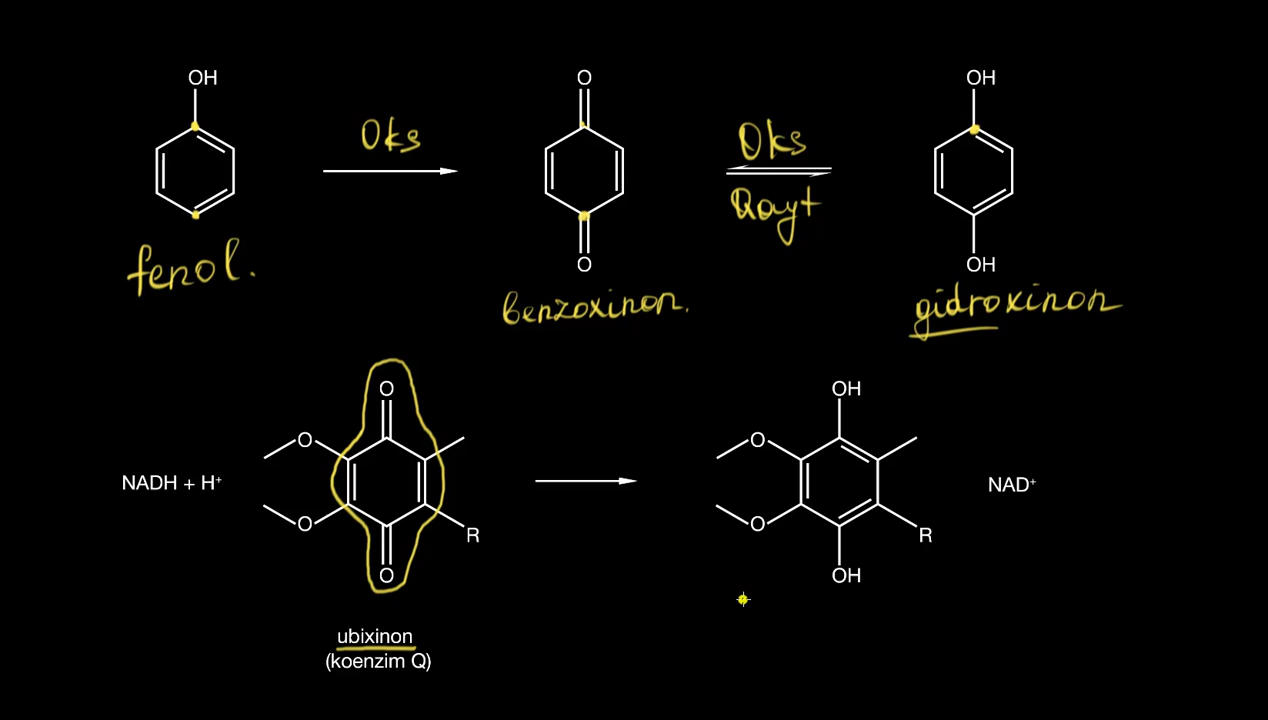 OH
O
OH
Oks
Oks
Qayt
OH
O
fenol.
benzoxinon.
gidroxinon
O
OH
O
O
NADH + H⁺
NAD⁺
O
O
R
R
O
OH
ubixinon
(koenzim Q)